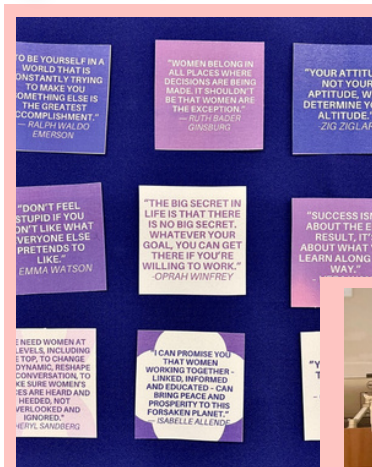 TO BE YOURSELF IN A
WORLD THAT IS
CONSTANTLY TRYING
TO MAKE YOU
SOMETHING ELSE IS
THE GREATEST
ACCOMPLISHMENT."
— RALPH WALDO
EMERSON
"WOMEN BELONG IN
ALL PLACES WHERE
DECISIONS ARE BEING
MADE. IT SHOULDN'T
BE THAT WOMEN ARE
THE EXCEPTION."
— RUTH BADER
GINSBURG
"YOUR ATTITU
NOT YOUR
APTITUDE, W
DETERMINE YO
ALTITUDE."
ZIG ZIGLAR
"DON'T FEEL
STUPID IF YOU
DON'T LIKE WHAT
EVERYONE ELSE
PRETENDS TO
LIKE."
EMMA WATSON
"THE BIG SECRET IN
LIFE IS THAT THERE
IS NO BIG SECRET.
WHATEVER YOUR
GOAL, YOU CAN GET
THERE IF YOU'RE
WILLING TO WORK."
-OPRAH WINFREY
"SUCCESS ISN
ABOUT THE E
RESULT, IT'S
ABOUT WHAT
LEARN ALONG
WAY."
E NEED WOMEN AT
LEVELS, INCLUDING
E TOP, TO CHANGE
DYNAMIC, RESHAPE
CONVERSATION, TO
KE SURE WOMEN'S
CES ARE HEARD AND
HEEDED, NOT
VERLOOKED AND
IGNORED."
HERYL SANDBERG
"I CAN PROMISE YOU
THAT WOMEN
WORKING TOGETHER -
LINKED, INFORMED
AND EDUCATED - CAN
BRING PEACE AND
PROSPERITY TO THIS
FORSAKEN PLANET."
— ISABELLE ALLENDE